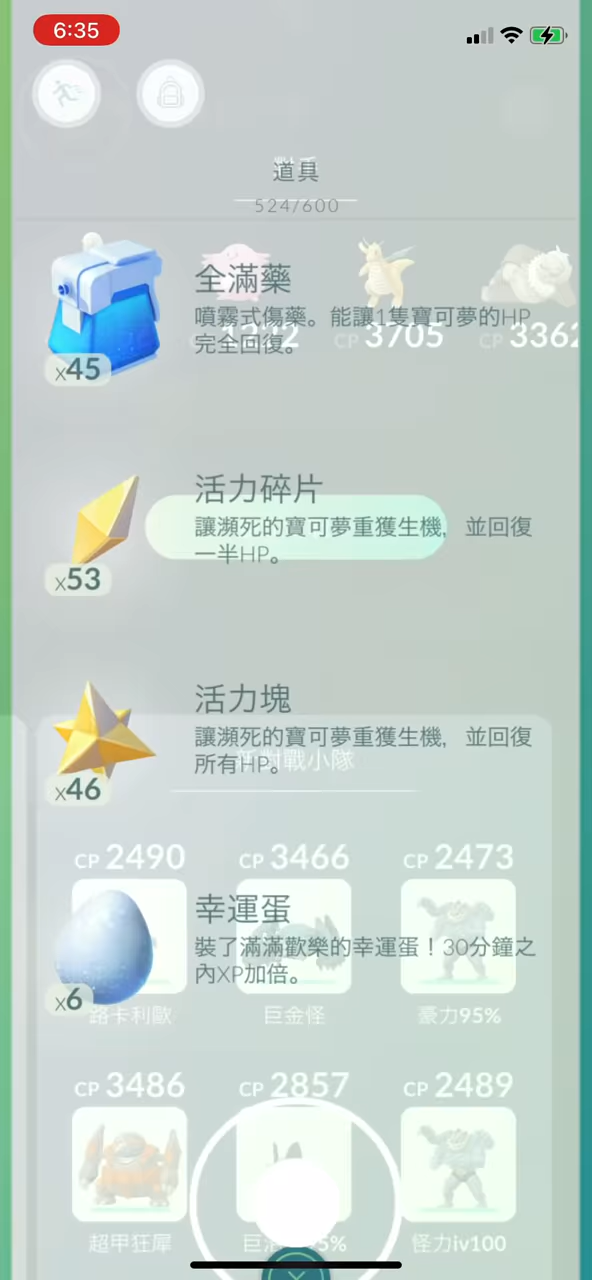 6:35
道具
524/600
全滿藥
噴霧式傷藥。能讓1隻寶可夢的HP
完全回復。
CP 3705
CP 3362
x45
活力碎片
讓瀕死的寶可夢重獲生機，並回復
一半HP。
x53
活力塊
讓瀕死的寶可夢重獲生機，並回復
所有HP。
對戰小隊
x46
CP 2490
CP 3466
CP 2473
幸運蛋
裝了滿滿歡樂的幸運蛋！30分鐘之
內XP加倍。
x6
路卡利歐
巨金怪
豪力95%
CP 3486
CP 2857
CP 2489
超甲狂犀
怪力iv100